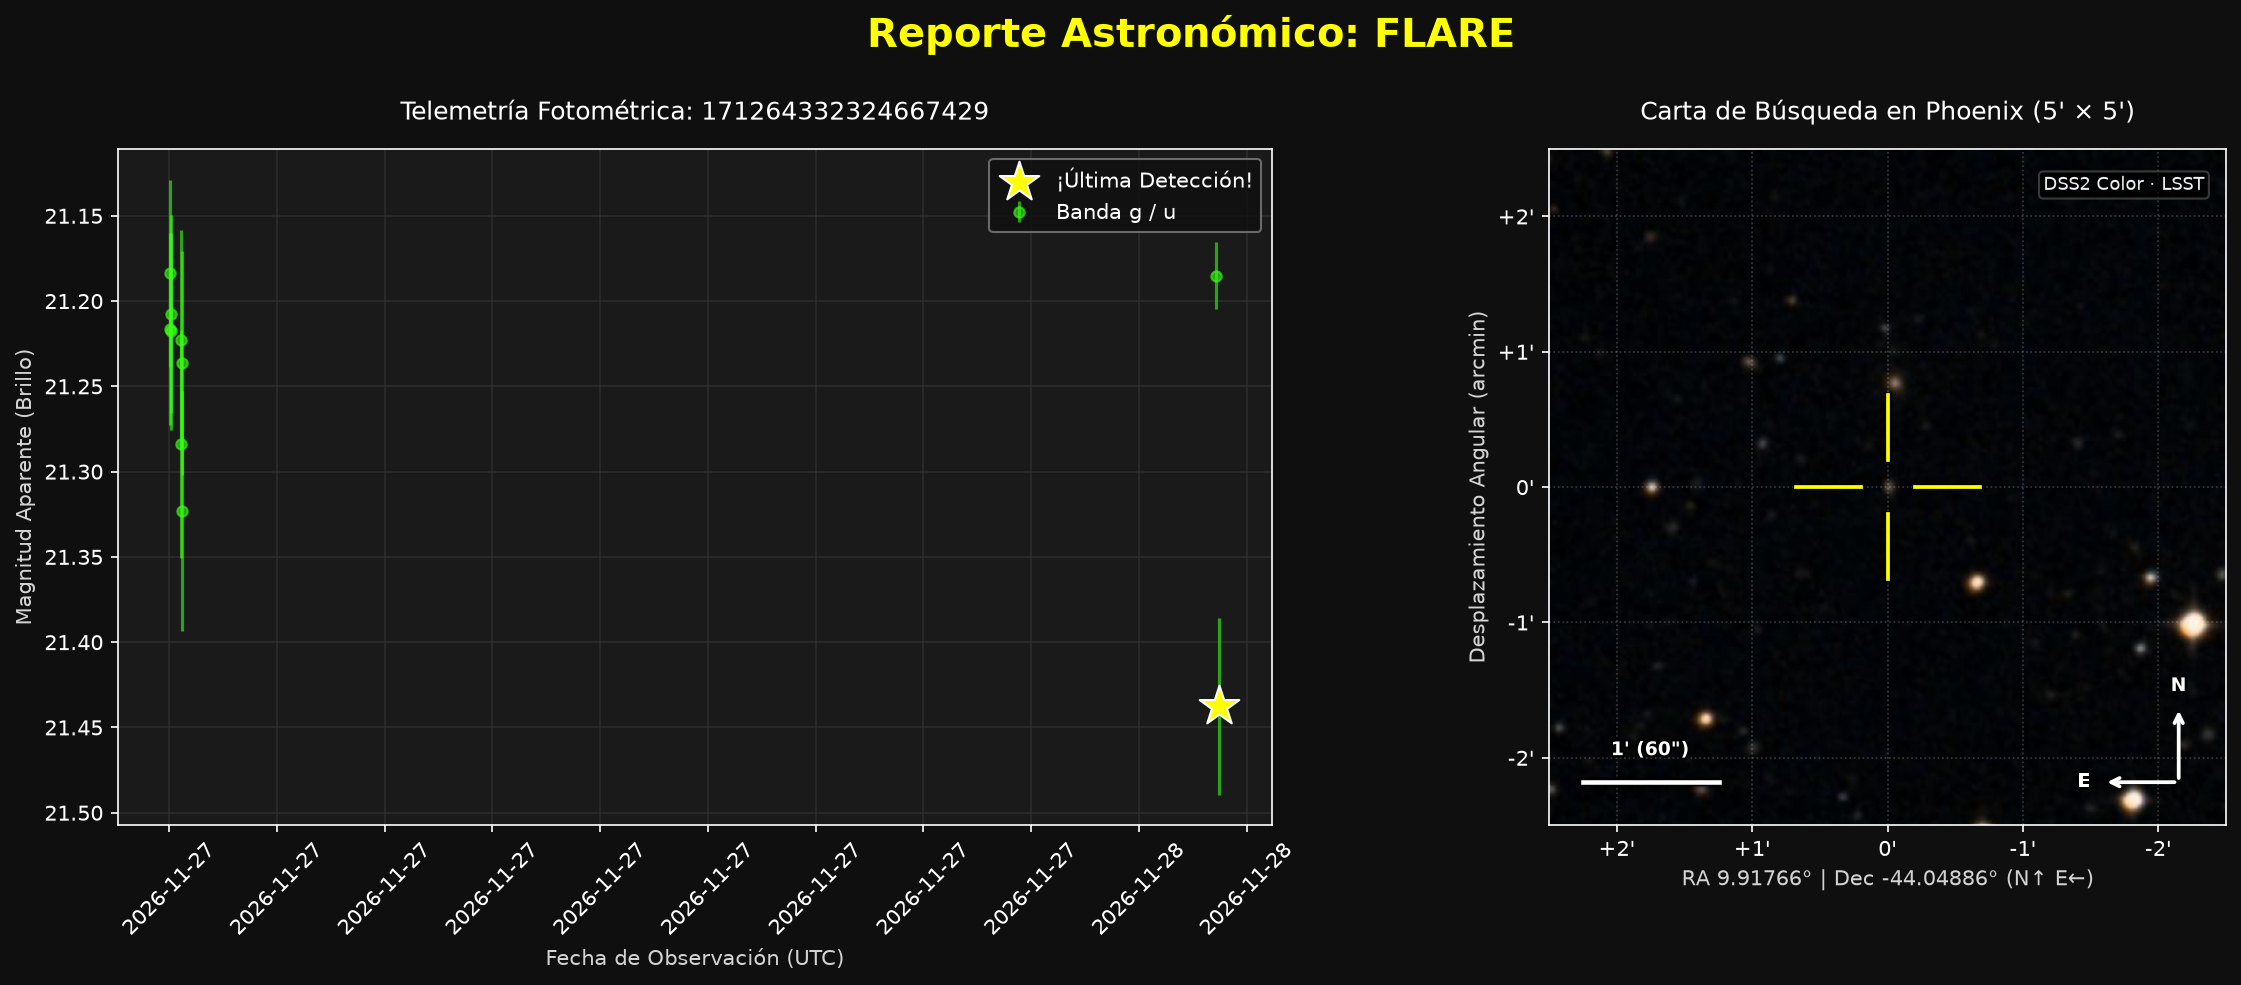 Reporte Astronómico: FLARE
Telemetría Fotométrica: 171264332324667429
¡Última Detección!
Banda g / u
Magnitud Aparente (Brillo)
21.15
21.20
21.25
21.30
21.35
21.40
21.45
21.50
2026-11-27
2026-11-27
2026-11-27
2026-11-27
2026-11-27
2026-11-27
2026-11-27
2026-11-27
2026-11-27
2026-11-28
2026-11-28
Fecha de Observación (UTC)
Carta de Búsqueda en Phoenix (5' × 5')
DSS2 Color · LSST
Desplazamiento Angular (arcmin)
+2'
+1'
0'
-1'
-2'
N
E
1' (60")
+2'
+1'
0'
-1'
-2'
RA 9.91766° | Dec -44.04886° (N↑ E←)